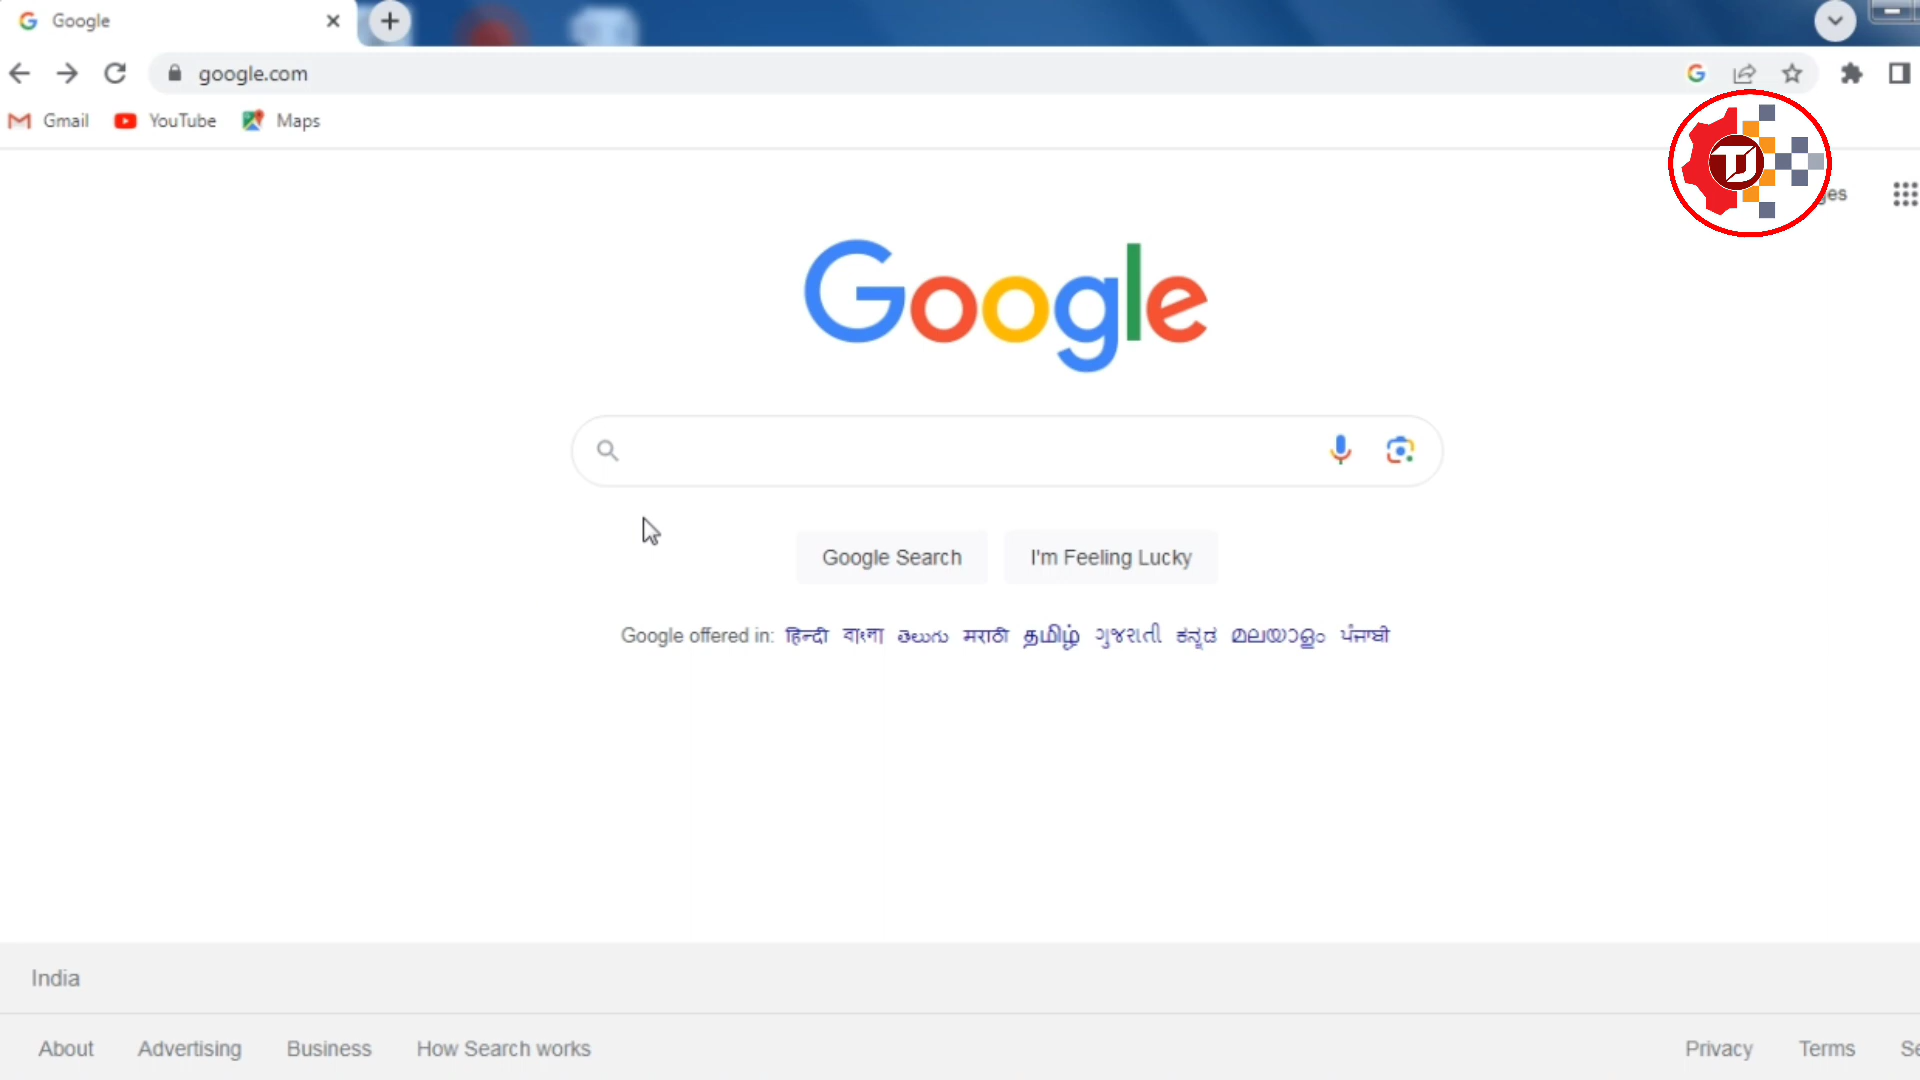 Google
google.com
Gmail YouTube Maps
Google
Google Search I'm Feeling Lucky
Google offered in: हिन्दी বাংলা తెలుగు मराठी தமிழ் ગુજરાતી ಕನ್ನಡ മലയാളം ਪੰਜਾਬੀ
India
About Advertising Business How Search works Privacy Terms